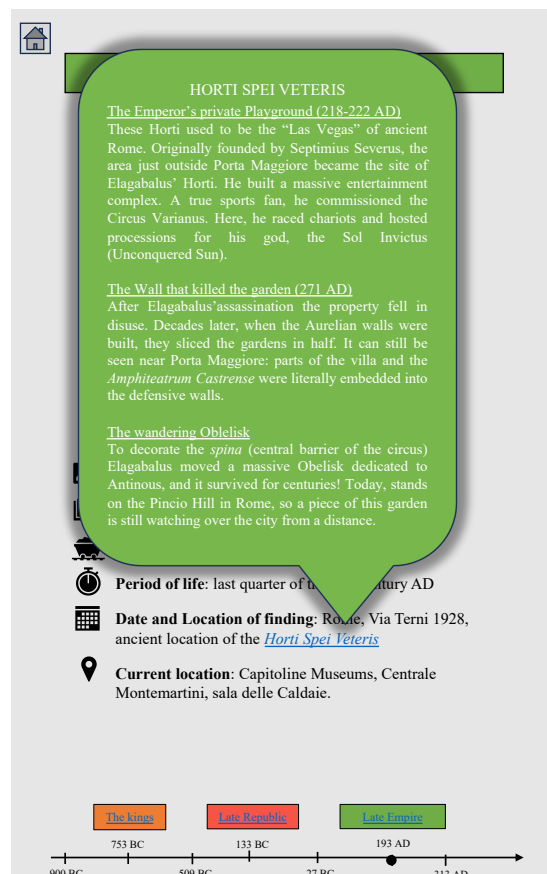 HORTI SPEI VETERIS
The Emperor's private Playground (218-222 AD)
These Horti used to be the “Las Vegas” of ancient
Rome. Originally founded by Septimius Severus, the
area just outside Porta Maggiore became the site of
Elagabalus’ Horti. He built a massive entertainment
complex. A true sports fan, he commissioned the
Circus Varianus. Here, he raced chariots and hosted
processions for his god, the Sol Invictus
(Unconquered Sun).
The Wall that killed the garden (271 AD)
After Elagabalus’assassination the property fell in
disuse. Decades later, when the Aurelian walls were
built, they sliced the gardens in half. It can still be
seen near Porta Maggiore: parts of the villa and the
Amphiteatrum Castrense were literally embedded into
the defensive walls.
The wandering Oblelisk
To decorate the spina (central barrier of the circus)
Elagabalus moved a massive Obelisk dedicated to
Antinous, and it survived for centuries! Today, stands
on the Pincio Hill in Rome, so a piece of this garden
is still watching over the city from a distance.
Period of life: last quarter of AD
Date and Location of finding: Rome, Via Terni 1928,
ancient location of the Horti Spei Veteris
Current location: Capitoline Museums, Centrale
Montemartini, sala delle Caldaie.
The kings Late Republic Late Empire
753 BC 133 BC 193 AD
900 BC 509 BC 27 BC 313 AD